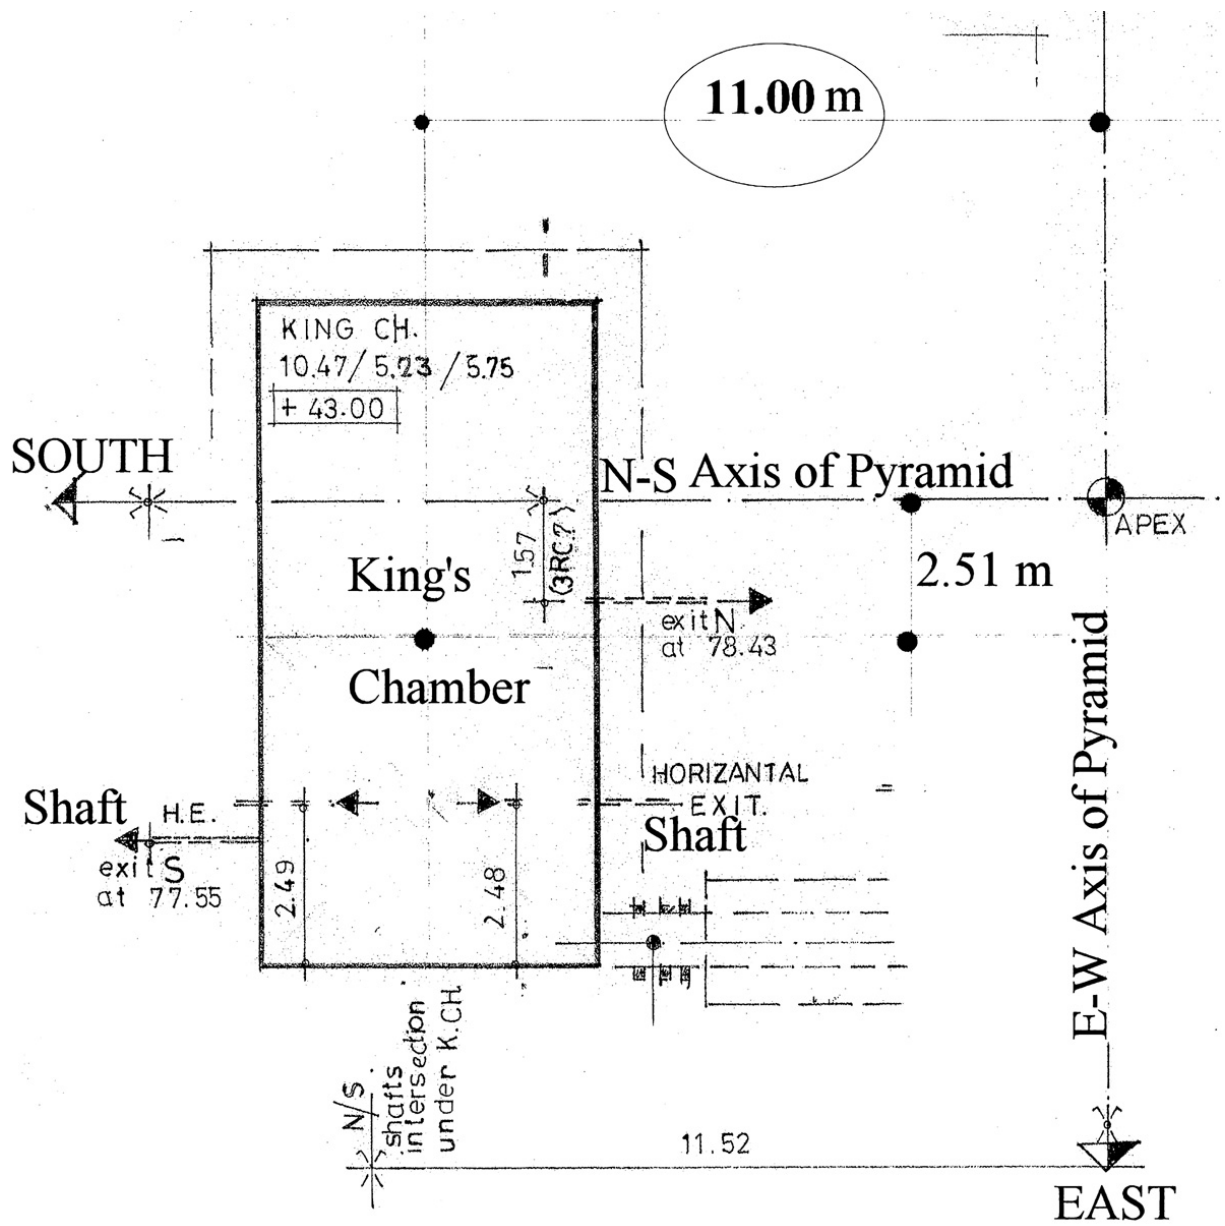 11.00 m
KING CH.
10.47/ 5.23 /5.75
+ 43.00
SOUTH
N-S Axis of Pyramid
APEX
1.57
(3RC.?)
2.51 m
King's
exit N
at 78.43
Chamber
E-W Axis of Pyramid
HORIZANTAL
EXIT.
Shaft
Shaft H.E.
exit S
at 77.55
2.49
2.48
N/S
shafts
intersection
under K.CH.
11.52
EAST